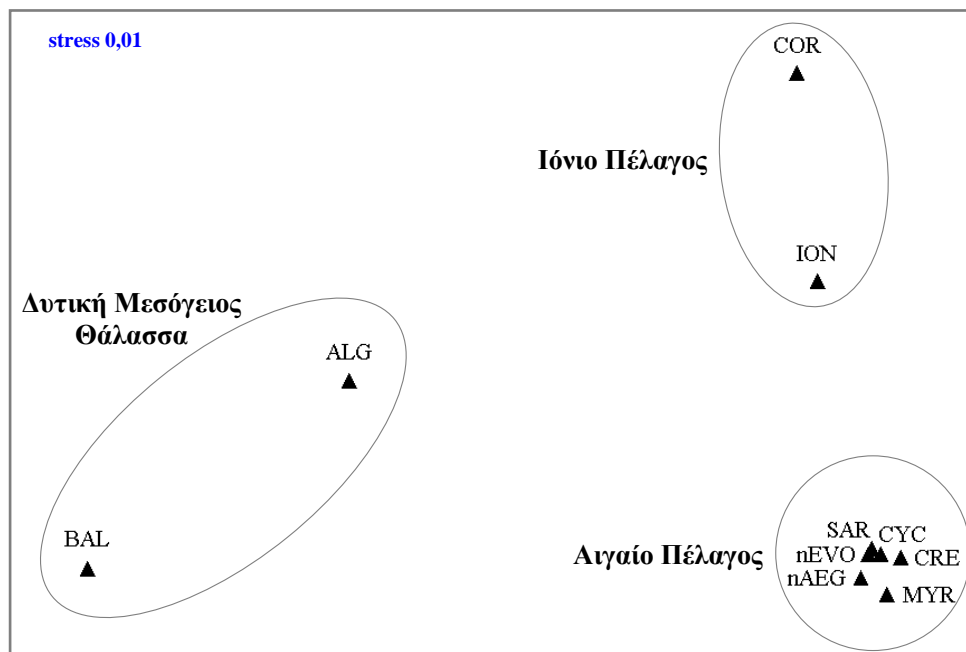 stress 0,01
COR
Ιόνιο Πέλαγος
ION
Δυτική Μεσόγειος
Θάλασσα
ALG
BAL
Αιγαίο Πέλαγος
SAR
CYC
nEVO
CRE
nAEG
MYR